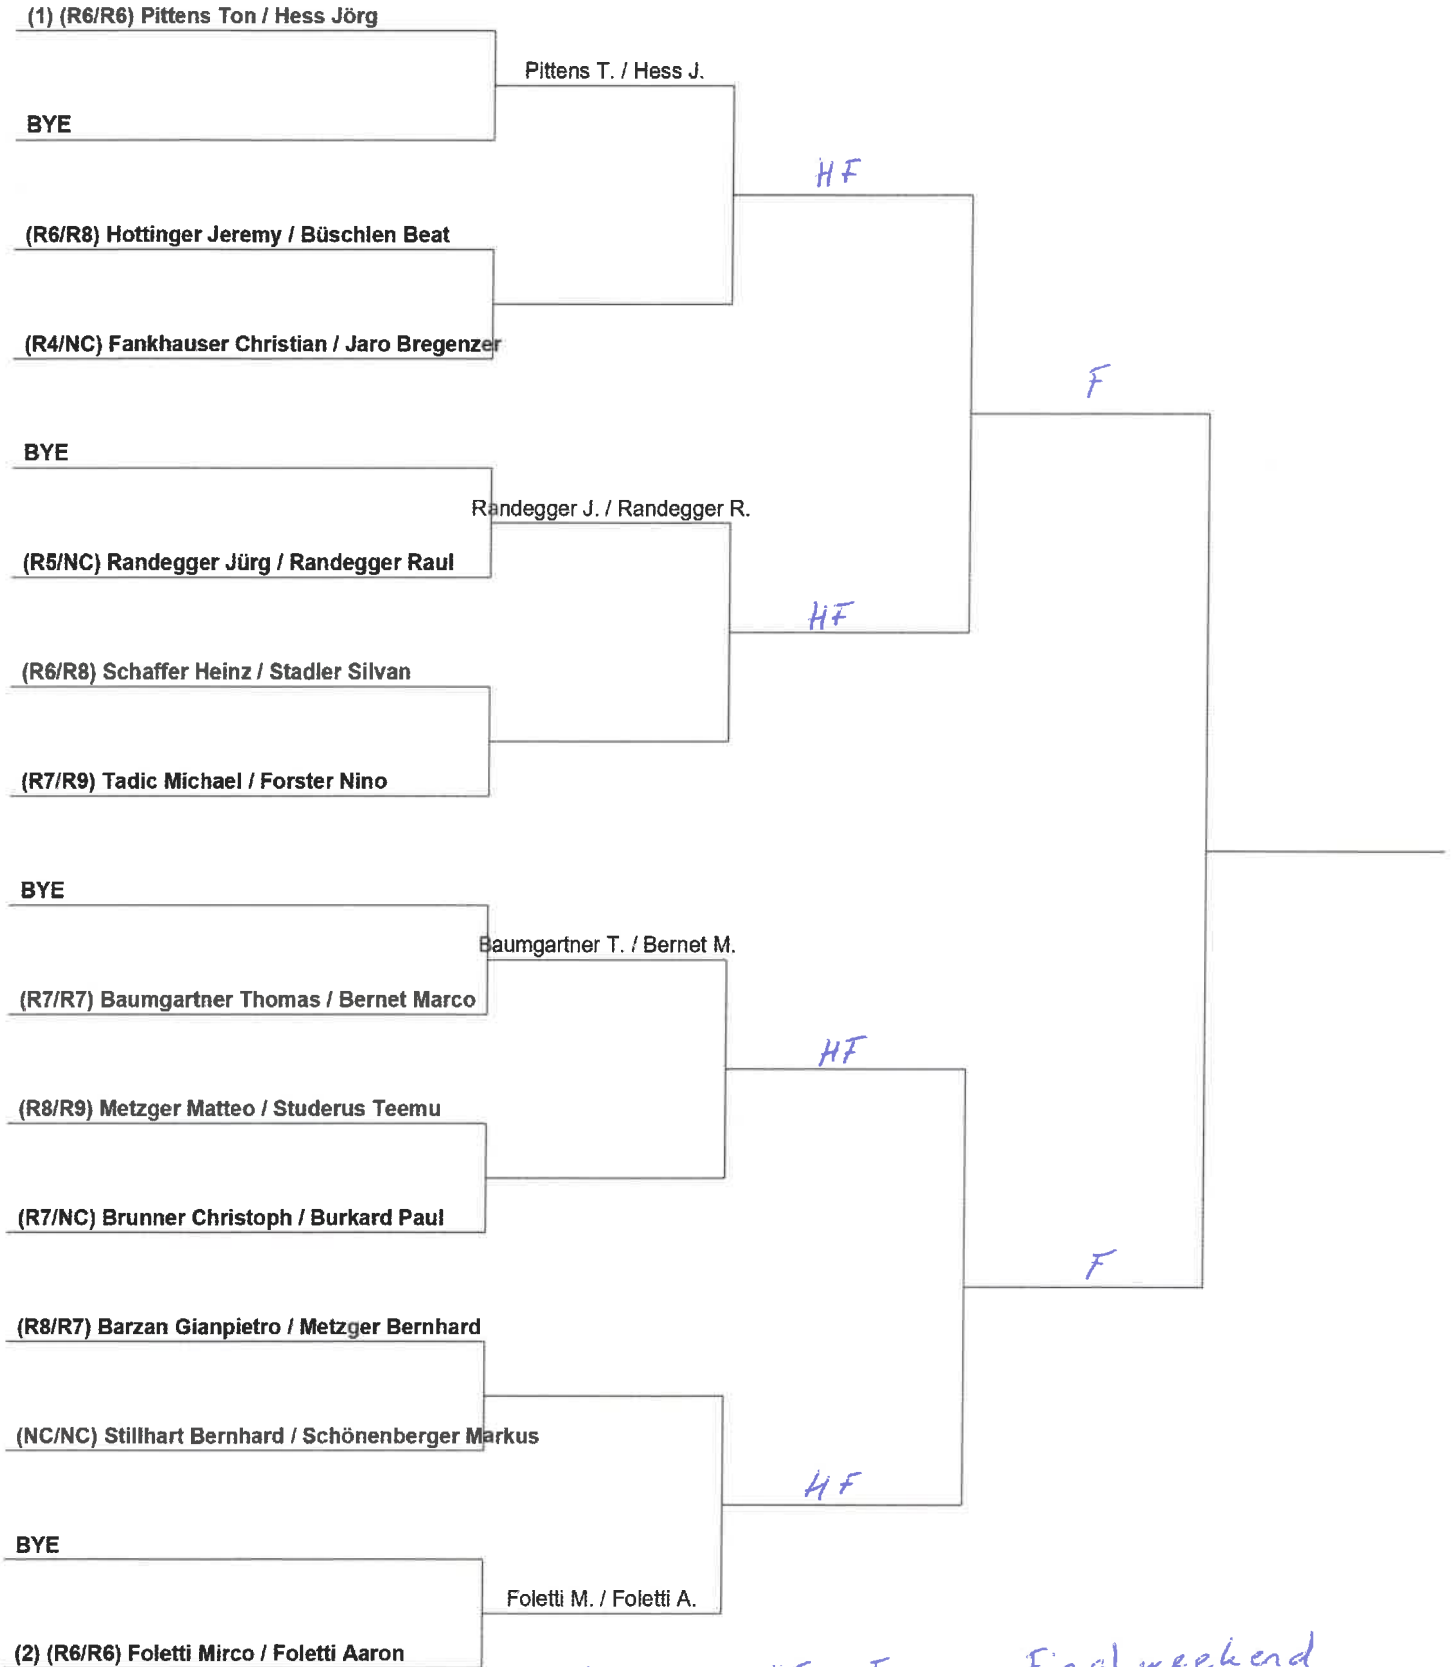 (1) (R6/R6) Pittens Ton / Hess Jörg
Pittens T. / Hess J.
BYE
HF
(R6/R8) Hottinger Jeremy / Büschlen Beat
(R4/NC) Fankhauser Christian / Jaro Bregenzer
F
BYE
Randegger J. / Randegger R.
(R5/NC) Randegger Jürg / Randegger Raul
HF
(R6/R8) Schaffer Heinz / Stadler Silvan
(R7/R9) Tadic Michael / Forster Nino
BYE
Baumgartner T. / Bernet M.
(R7/R7) Baumgartner Thomas / Bernet Marco
HF
(R8/R9) Metzger Matteo / Studerus Teemu
(R7/NC) Brunner Christoph / Burkard Paul
F
(R8/R7) Barzan Gianpietro / Metzger Bernhard
(NC/NC) Stillhart Bernhard / Schönenberger Markus
HF
BYE
Foletti M. / Foletti A.
(2) (R6/R6) Foletti Mirco / Foletti Aaron
Finalweekend